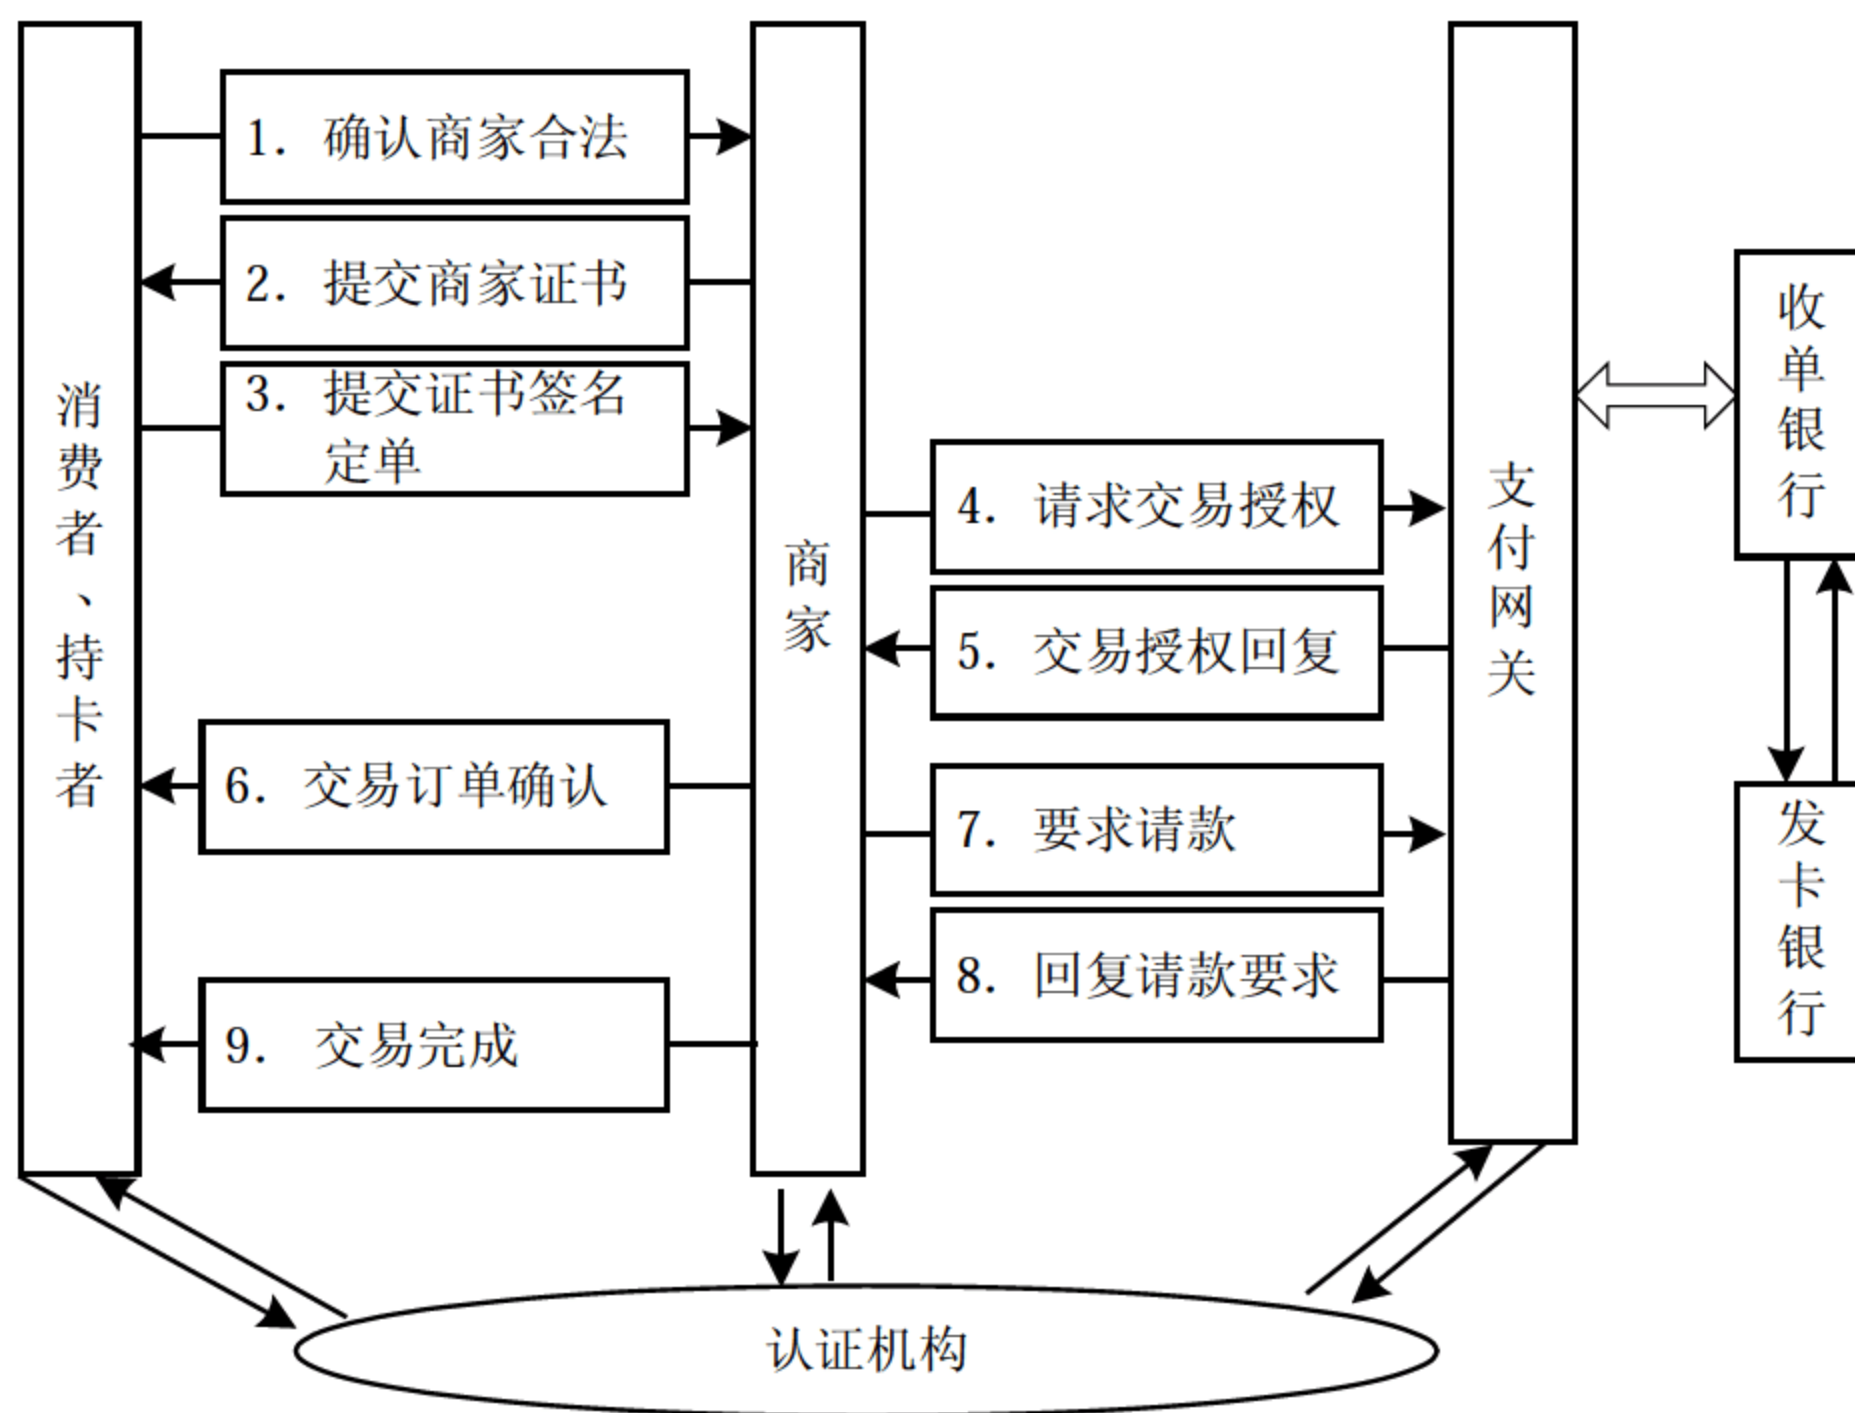 消费者、持卡者
1. 确认商家合法
2. 提交商家证书
3. 提交证书签名
定单
6. 交易订单确认
9. 交易完成
商家
4. 请求交易授权
5. 交易授权回复
7. 要求请款
8. 回复请款要求
支付网关
收单银行
发卡银行
认证机构